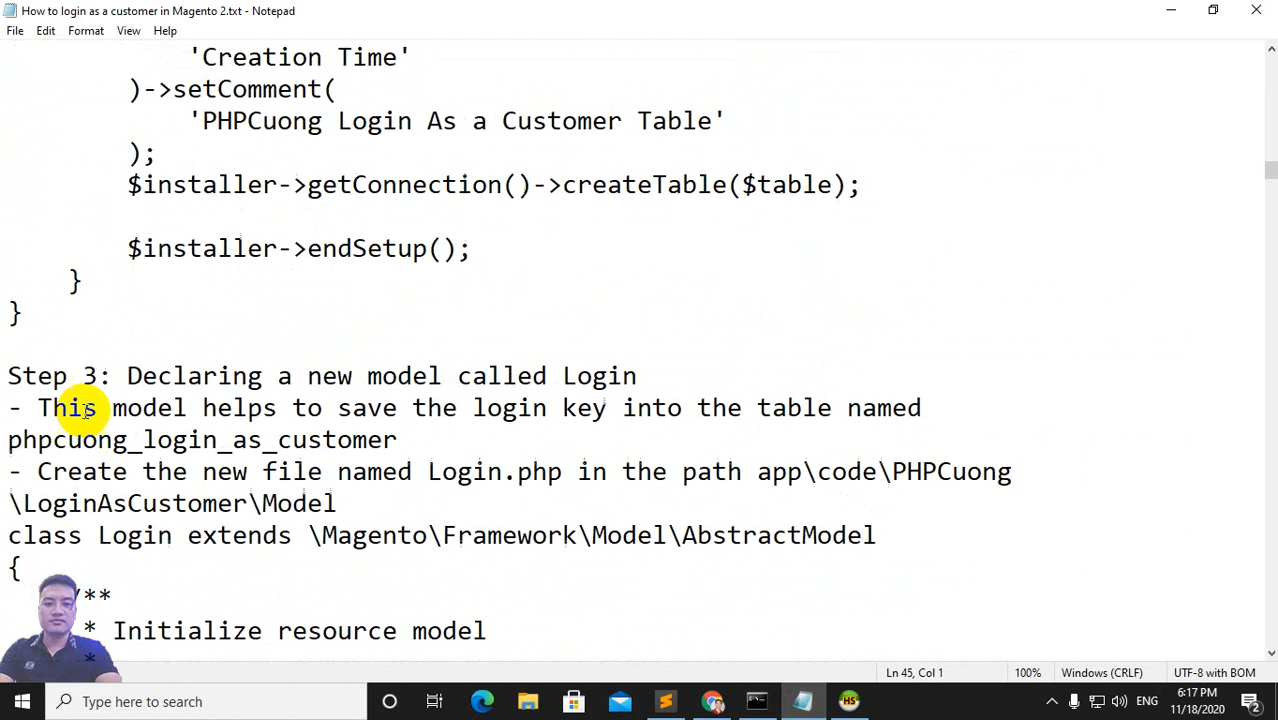 How to login as a customer in Magento 2.txt - Notepad
File Edit Format View Help
'Creation Time'
)->setComment(
'PHPCuong Login As a Customer Table'
);
$installer->getConnection()->createTable($table);
$installer->endSetup();
}
}
Step 3: Declaring a new model called Login
- This model helps to save the login key into the table named
phpcuong_login_as_customer
- Create the new file named Login.php in the path app\code\PHPCuong
\LoginAsCustomer\Model
class Login extends \Magento\Framework\Model\AbstractModel
{
/**
* Initialize resource model
*
Ln 45, Col 1 100% Windows (CRLF) UTF-8 with BOM
Type here to search
ENG
6:17 PM
11/18/2020
2